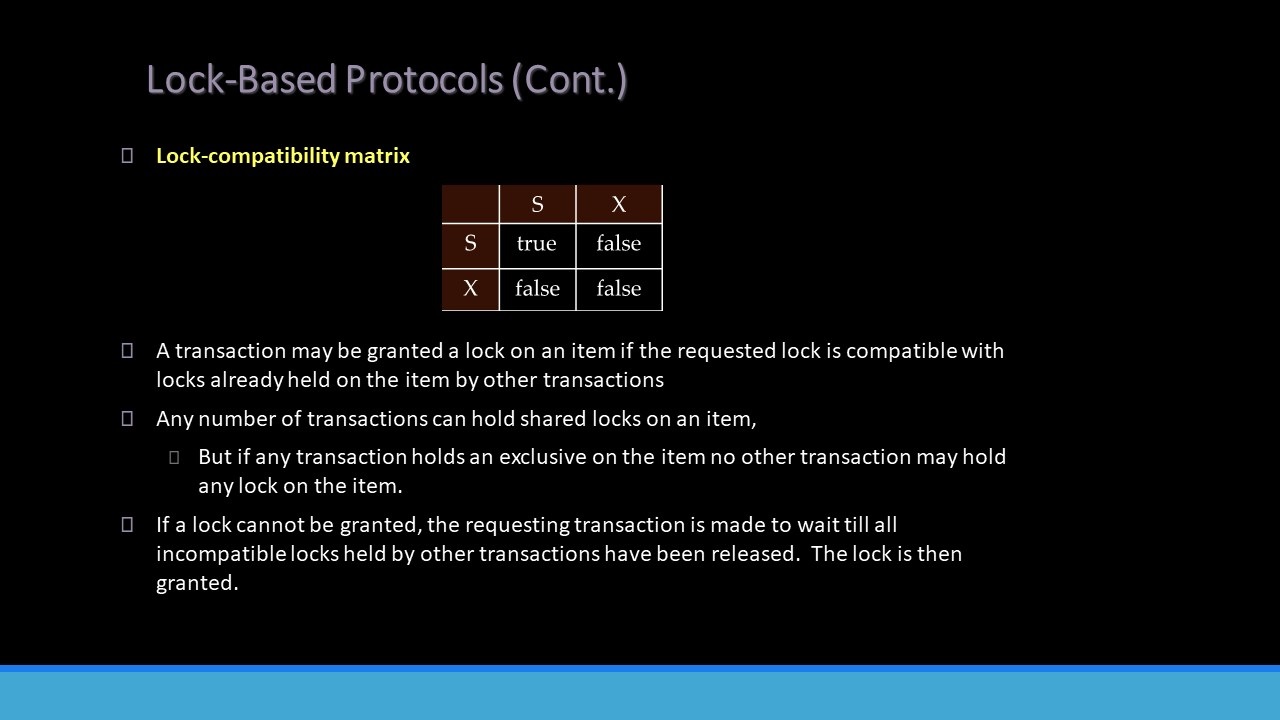 Lock-Based Protocols (Cont.)
Lock-compatibility matrix
S X
S true false
X false false
A transaction may be granted a lock on an item if the requested lock is compatible with
locks already held on the item by other transactions
Any number of transactions can hold shared locks on an item,
But if any transaction holds an exclusive on the item no other transaction may hold
any lock on the item.
If a lock cannot be granted, the requesting transaction is made to wait till all
incompatible locks held by other transactions have been released.  The lock is then
granted.